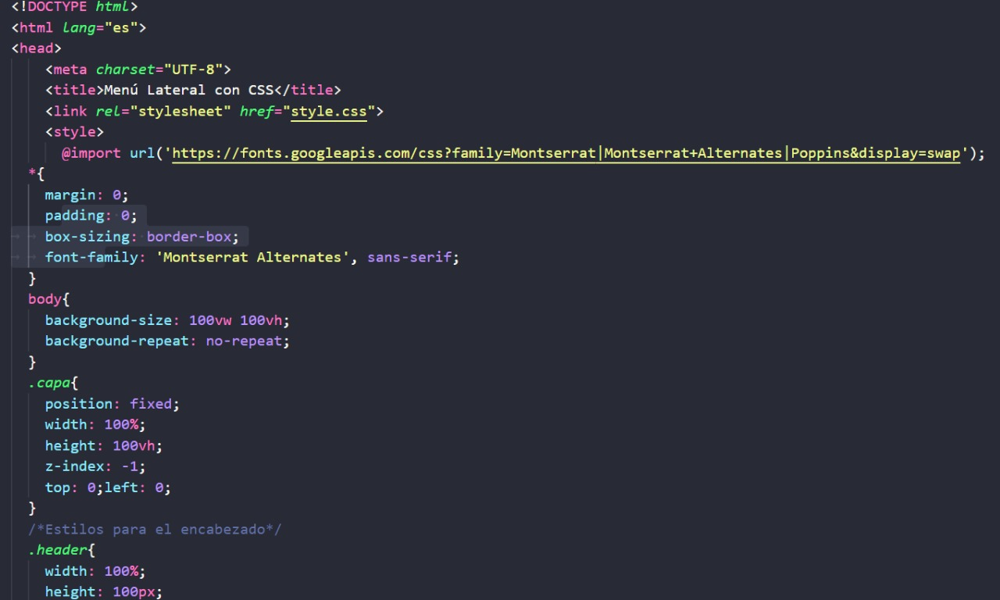 <!DOCTYPE html>
<html lang="es">
<head>
<meta charset="UTF-8">
<title>Menú Lateral con CSS</title>
<link rel="stylesheet" href="style.css">
<style>
@import url('https://fonts.googleapis.com/css?family=Montserrat|Montserrat+Alternates|Poppins&display=swap');
*{
margin: 0;
padding: 0;
box-sizing: border-box;
font-family: 'Montserrat Alternates', sans-serif;
}
body{
background-size: 100vw 100vh;
background-repeat: no-repeat;
}
.capa{
position: fixed;
width: 100%;
height: 100vh;
z-index: -1;
top: 0;left: 0;
}
/*Estilos para el encabezado*/
.header{
width: 100%;
height: 100px;